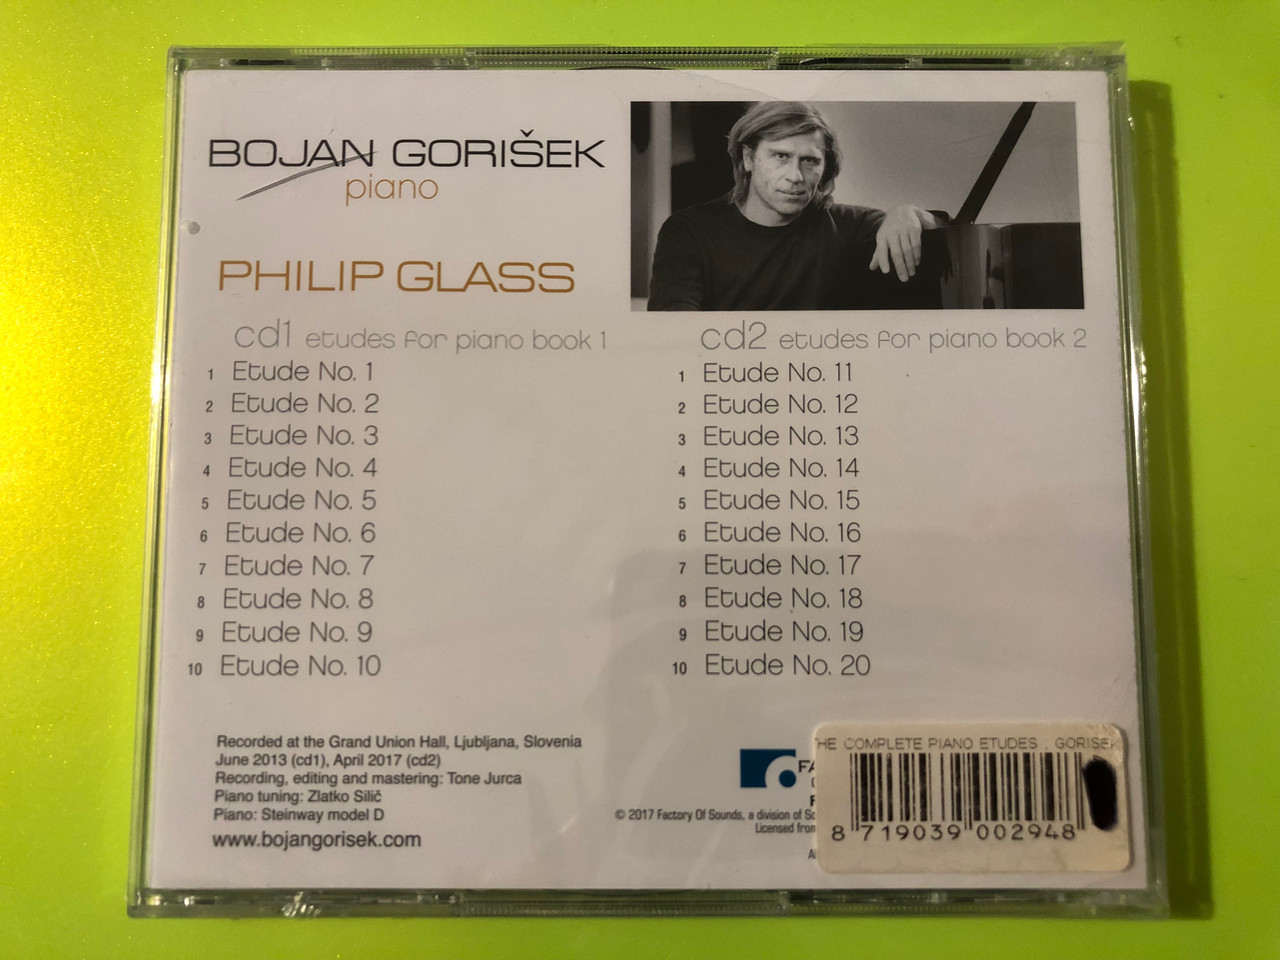 BOJAN GORIŠEK
piano
PHILIP GLASS
cd1 etudes for piano book 1
1 Etude No. 1
2 Etude No. 2
3 Etude No. 3
4 Etude No. 4
5 Etude No. 5
6 Etude No. 6
7 Etude No. 7
8 Etude No. 8
9 Etude No. 9
10 Etude No. 10
cd2 etudes for piano book 2
1 Etude No. 11
2 Etude No. 12
3 Etude No. 13
4 Etude No. 14
5 Etude No. 15
6 Etude No. 16
7 Etude No. 17
8 Etude No. 18
9 Etude No. 19
10 Etude No. 20
Recorded at the Grand Union Hall, Ljubljana, Slovenia
June 2013 (cd1), April 2017 (cd2)
Recording, editing and mastering: Tone Jurca
Piano tuning: Zlatko Silič
Piano: Steinway model D
www.bojangorisek.com
© 2017 Factory Of Sounds, a division of
Licensed from
THE COMPLETE PIANO ETUDES : GORISEK
8 719039 002948